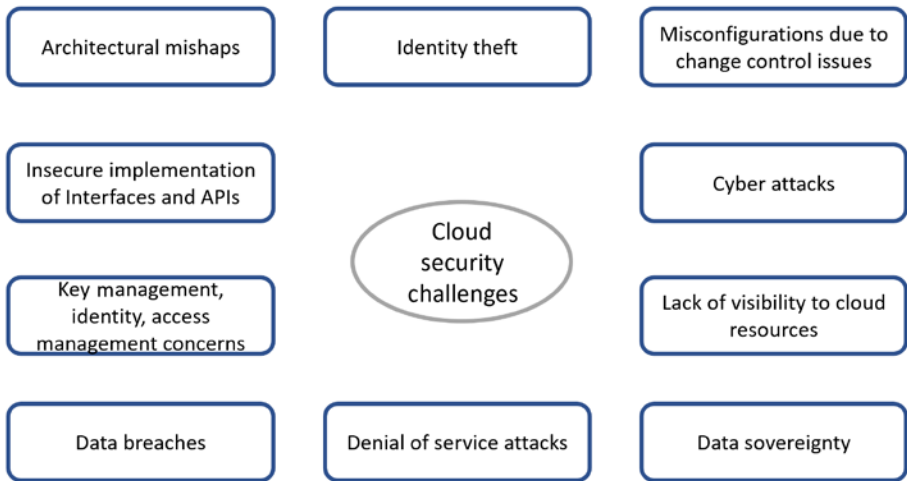 Architectural mishaps
Identity theft
Misconfigurations due to
change control issues
Insecure implementation
of Interfaces and APIs
Cyber attacks
Cloud
security
challenges
Key management,
identity, access
management concerns
Lack of visibility to cloud
resources
Data breaches
Denial of service attacks
Data sovereignty